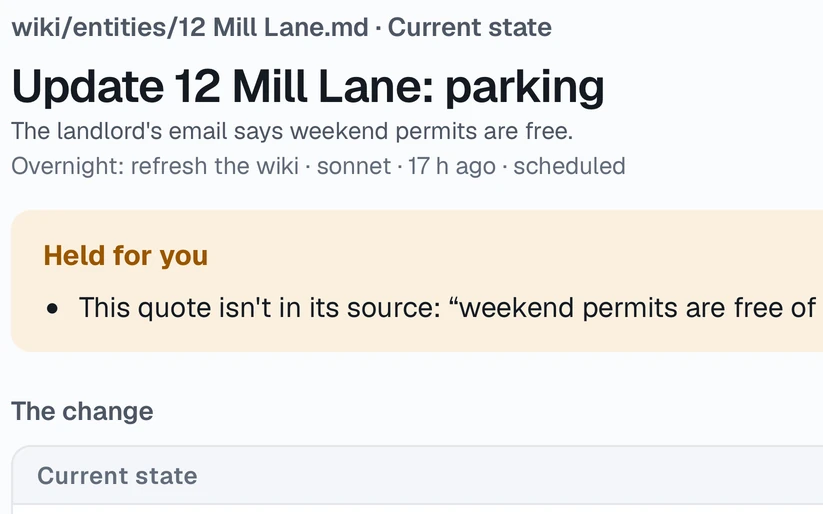 wiki/entities/12 Mill Lane.md · Current state
Update 12 Mill Lane: parking
The landlord's email says weekend permits are free.
Overnight: refresh the wiki · sonnet · 17 h ago · scheduled
Held for you
• This quote isn't in its source: “weekend permits are free of
The change
Current state